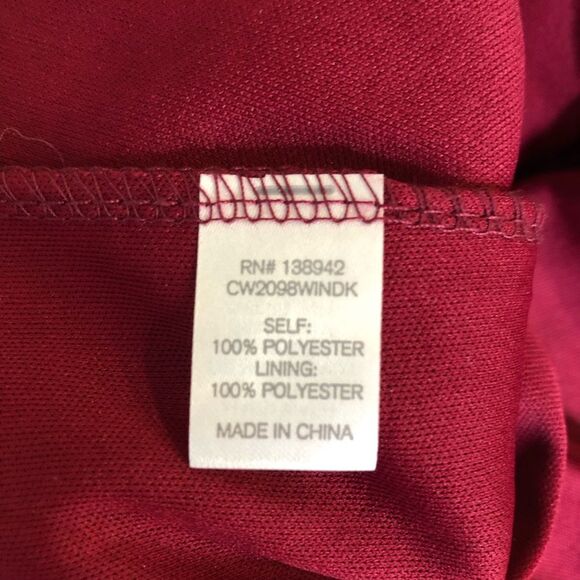 RN# 138942
CW2098WINDK
SELF:
100% POLYESTER
LINING:
100% POLYESTER
MADE IN CHINA